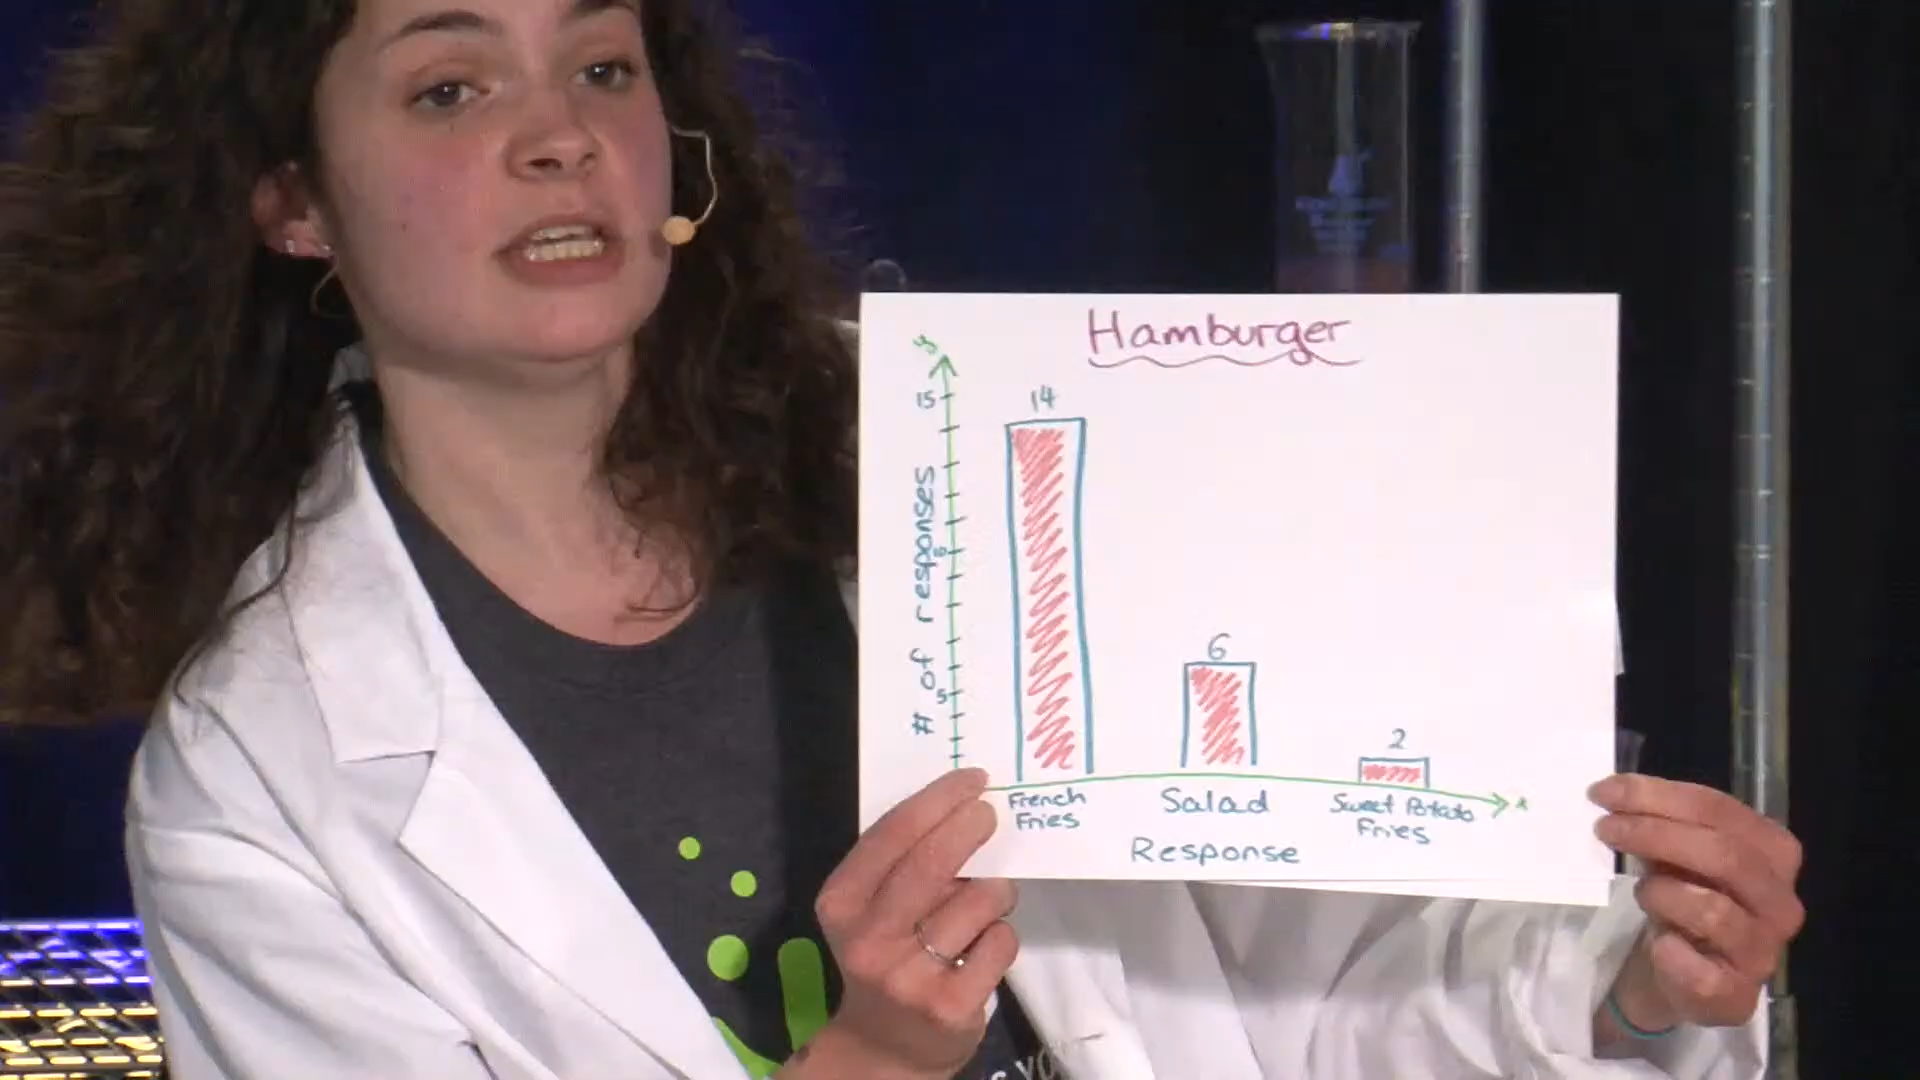 Hamburger
y
15
14
# of responses
10
6
5
2
x
French
Fries
Salad
Sweet Potato
Fries
Response